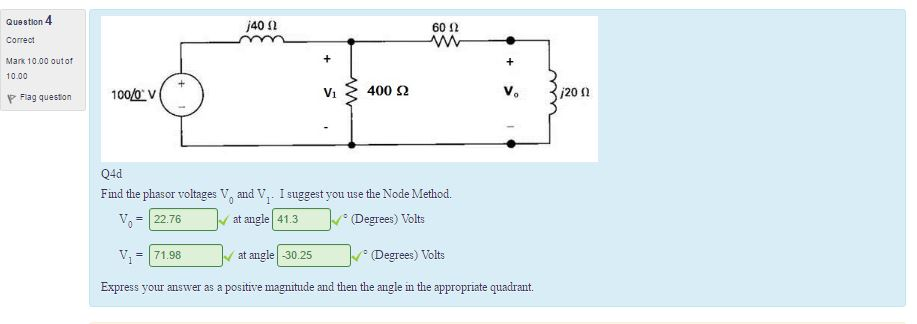 Question 4
Correct
Mark 10.00 out of
10.00
Flag question
j40 Ω
60 Ω
100/0° V
+
-
+
V₁
-
400 Ω
+
Vₒ
-
j20 Ω
Q4d
Find the phasor voltages V₀ and V₁. I suggest you use the Node Method.
V₀ = 22.76 at angle 41.3 ° (Degrees) Volts
V₁ = 71.98 at angle -30.25 ° (Degrees) Volts
Express your answer as a positive magnitude and then the angle in the appropriate quadrant.